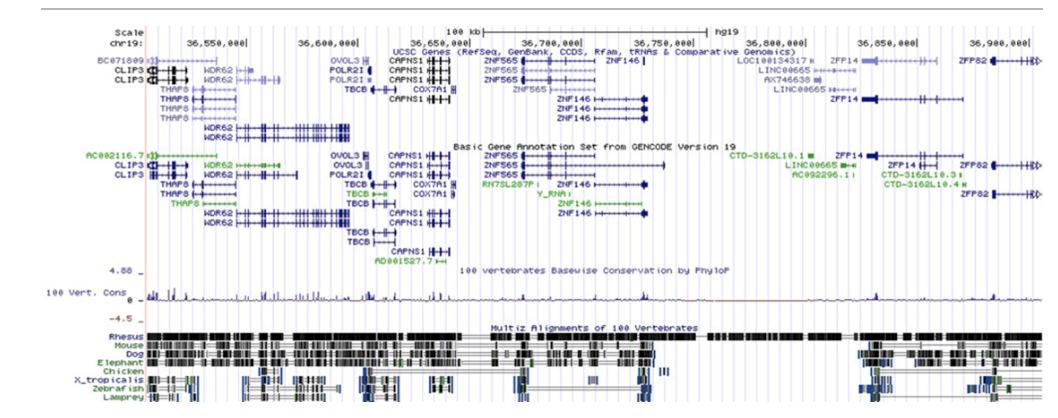 Scale 100 kb hg19
chr19: 36,550,000 36,600,000 36,650,000 36,700,000 36,750,000 36,800,000 36,850,000 36,900,000
UCSC Genes (RefSeq, GenBank, CCDS, Rfam, tRNAs & Comparative Genomics)
BC071809 OVOL3 CAPNS1 ZNF565 ZNF146 LOC100134317 ZFP14 ZFP82
CLIP3 WDR62 POLR2I CAPNS1 ZNF565 LINC00665
CLIP3 WDR62 POLR2I CAPNS1 ZNF565 AX746638
THAP8 TBCB COX7A1 ZNF565 LINC00665
THAP8 CAPNS1 ZNF146 ZFP14
THAP8 ZNF146
THAP8 ZNF146
WDR62
WDR62
Basic Gene Annotation Set from GENCODE Version 19
AC002116.7 OVOL3 CAPNS1 ZNF565 CTD-3162L10.1 ZFP14
CLIP3 WDR62 OVOL3 CAPNS1 ZNF565 LINC00665 ZFP14 ZFP82
CLIP3 WDR62 POLR2I CAPNS1 ZNF565 AC092296.1 CTD-3162L10.3
THAP8 TBCB COX7A1 RN7SL287P ZNF146 CTD-3162L10.4
THAP8 TBCB COX7A1 Y_RNA ZFP82
THAP8 TBCB CAPNS1 ZNF146
WDR62 TBCB CAPNS1 ZNF146
WDR62 CAPNS1
TBCB
TBCB
CAPNS1
AD001527.7
4.88 _ 100 vertebrates Basewise Conservation by PhyloP
100 Vert. Cons
0 _
-4.5 _
Multiz Alignments of 100 Vertebrates
Rhesus
Mouse
Dog
Elephant
Chicken
X_tropicalis
Zebrafish
Lamprey